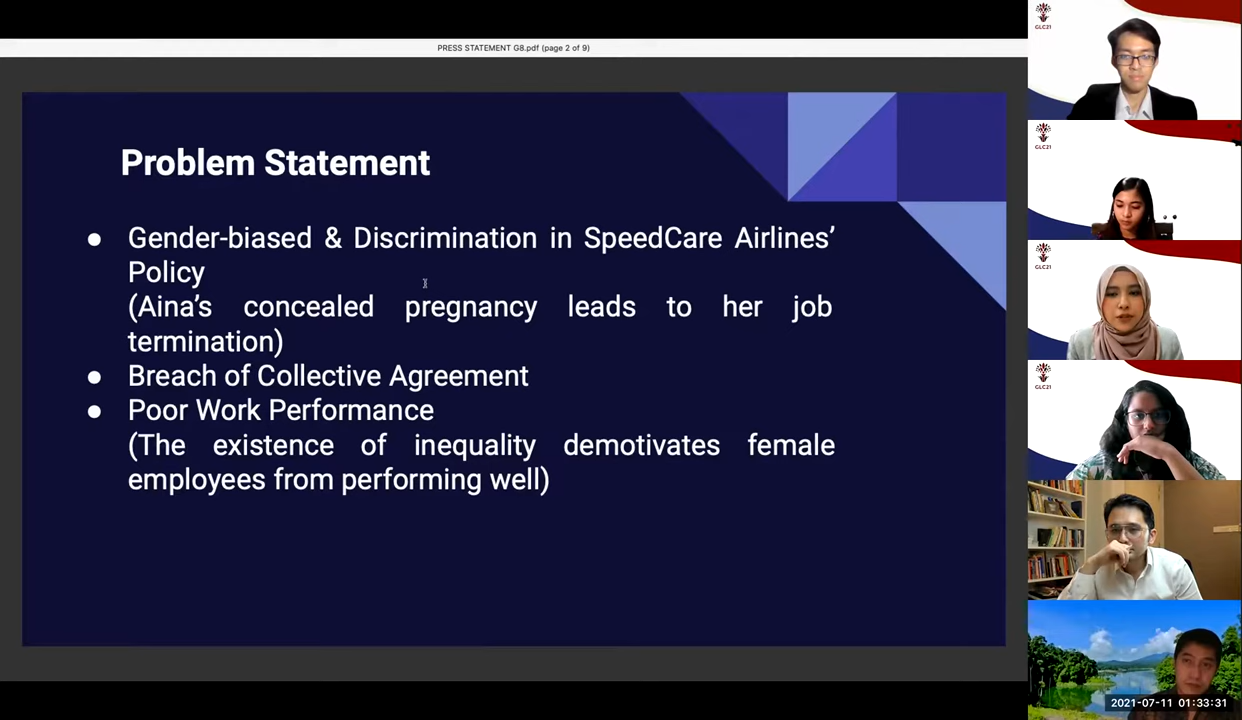 PRESS STATEMENT G8.pdf (page 2 of 9)
Problem Statement
● Gender-biased & Discrimination in SpeedCare Airlines’
Policy
(Aina’s concealed pregnancy leads to her job
termination)
● Breach of Collective Agreement
● Poor Work Performance
(The existence of inequality demotivates female
employees from performing well)
GLC21
GLC21
GLC21
GLC21
2021-07-11 01:33:31